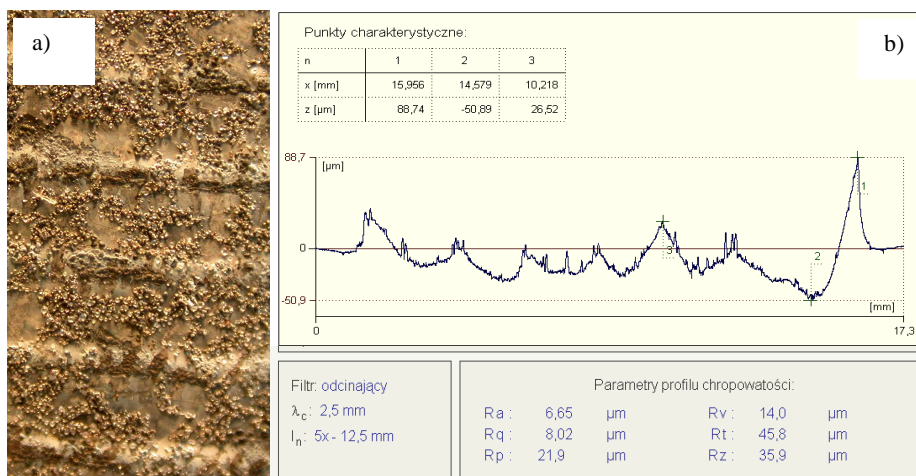 a)
b)
Punkty charakterystyczne:
n 1 2 3
x [mm] 15,956 14,579 10,218
z [µm] 88,74 -50,89 26,52
88,7
[µm]
1
0
3
2
-50,9
[mm]
0
17,3
Filtr: odcinający
λc: 2,5 mm
ln: 5x - 12,5 mm
Parametry profilu chropowatości:
Ra : 6,65 µm Rv : 14,0 µm
Rq : 8,02 µm Rt : 45,8 µm
Rp : 21,9 µm Rz : 35,9 µm